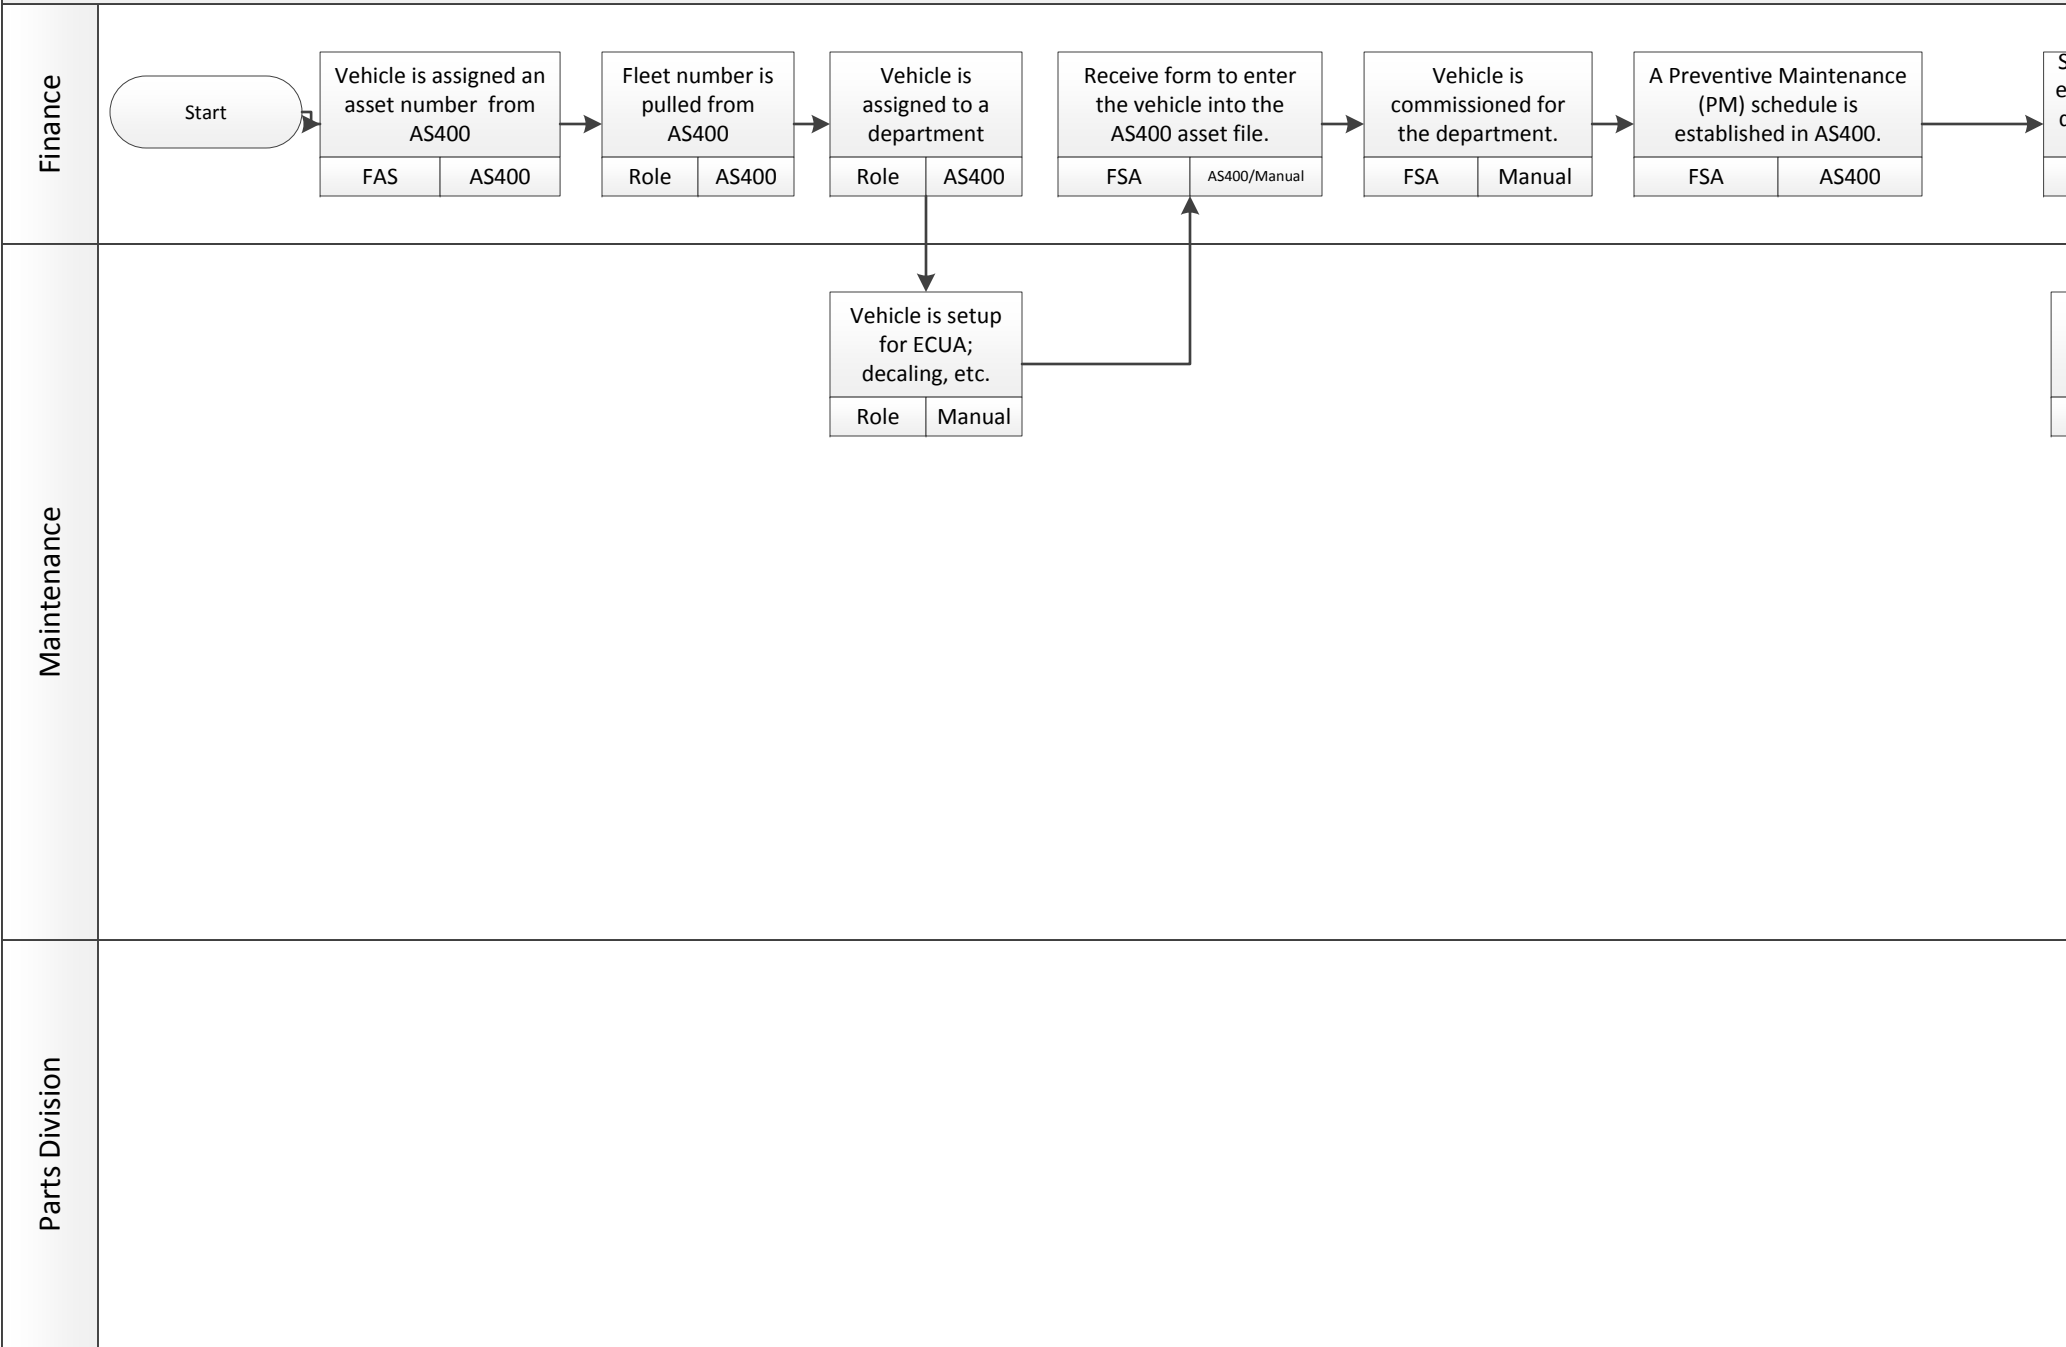 Finance
Start
Vehicle is assigned an
asset number from
AS400
FAS
AS400
Fleet number is
pulled from
AS400
Role
AS400
Vehicle is
assigned to a
department
Role
AS400
Receive form to enter
the vehicle into the
AS400 asset file.
FSA
AS400/Manual
Vehicle is
commissioned for
the department.
FSA
Manual
A Preventive Maintenance
(PM) schedule is
established in AS400.
FSA
AS400
Maintenance
Vehicle is setup
for ECUA;
decaling, etc.
Role
Manual
Parts Division